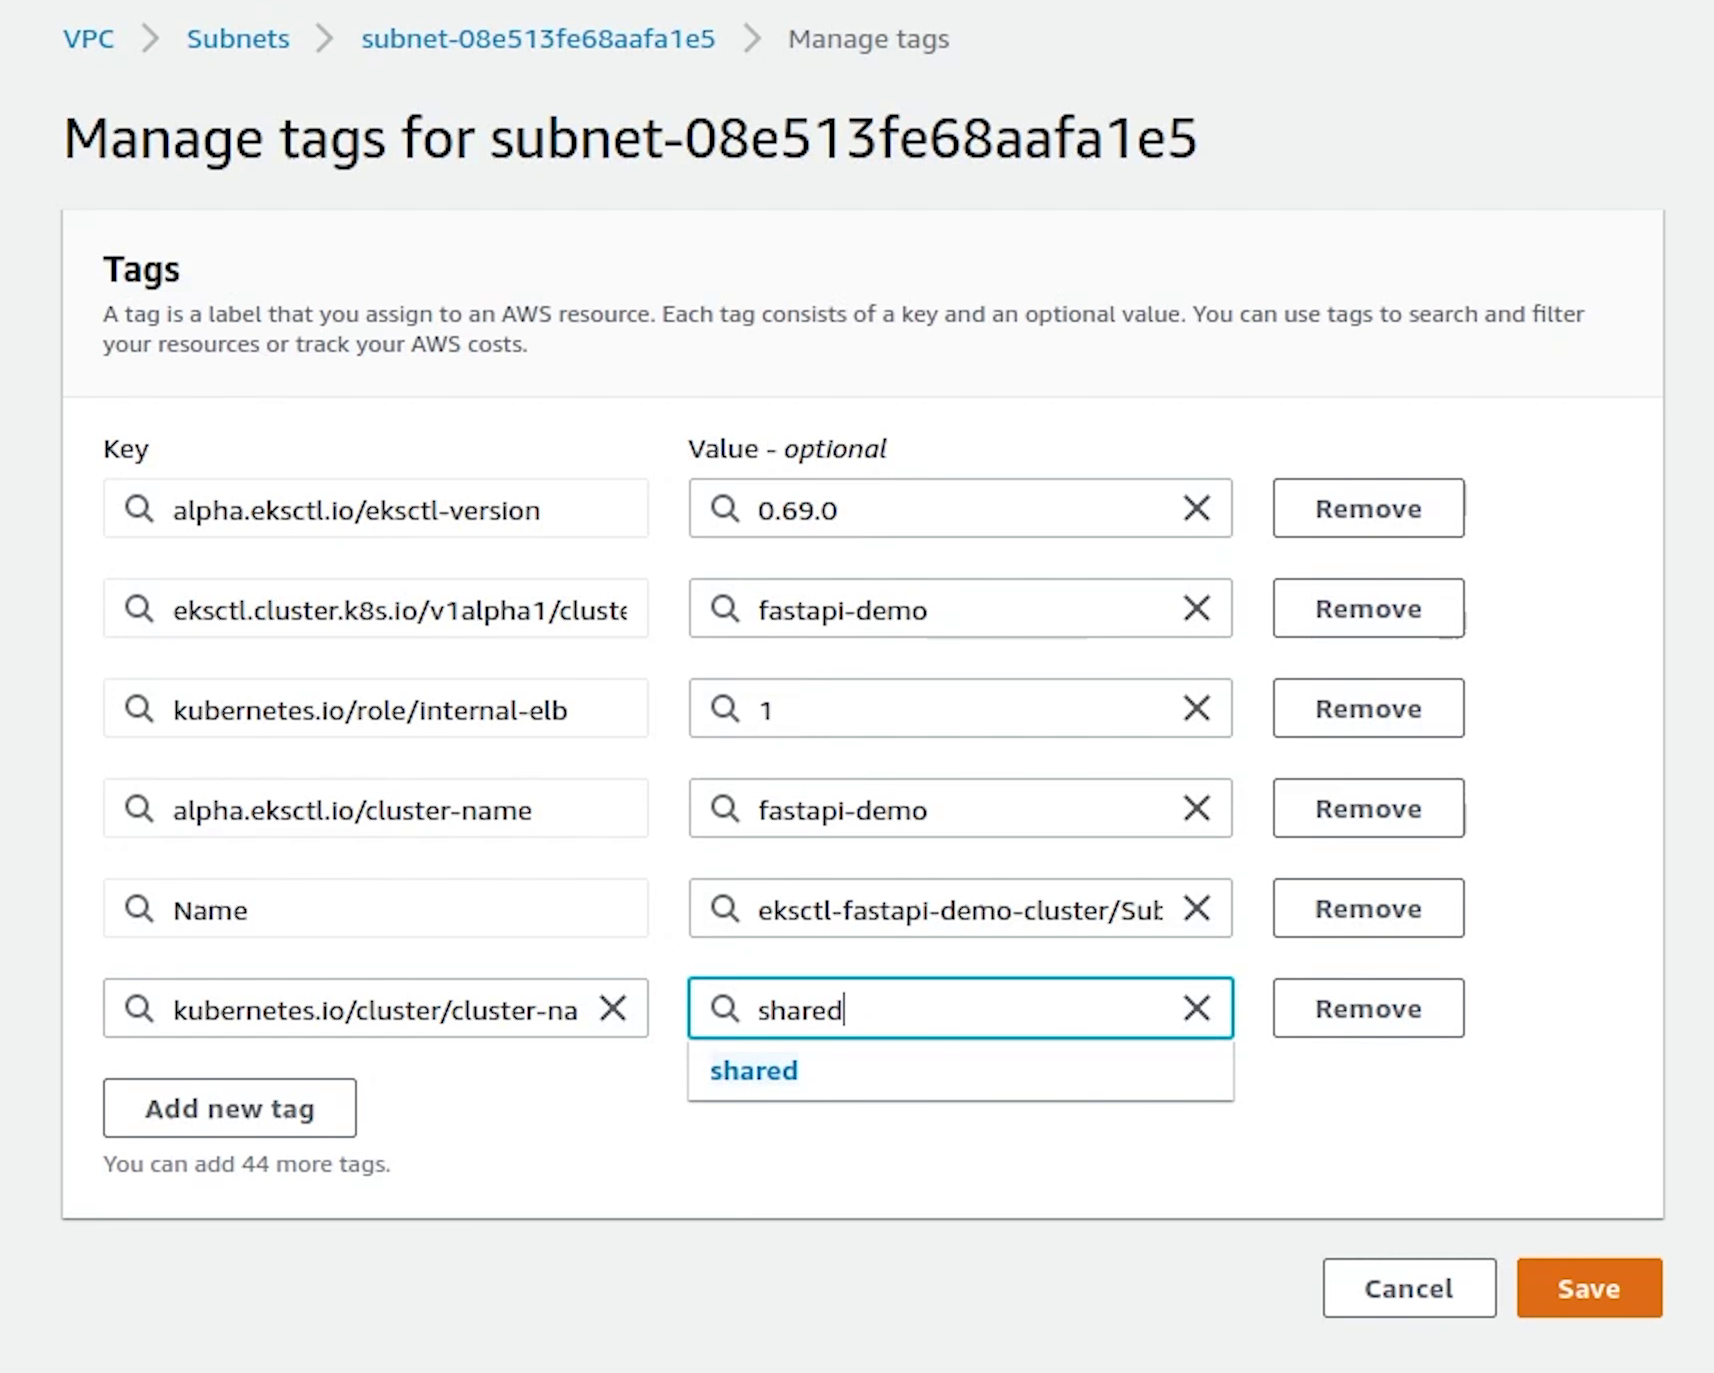 VPC > Subnets > subnet-08e513fe68aafa1e5 > Manage tags
Manage tags for subnet-08e513fe68aafa1e5
Tags
A tag is a label that you assign to an AWS resource. Each tag consists of a key and an optional value. You can use tags to search and filter
your resources or track your AWS costs.
Key Value - optional
alpha.eksctl.io/eksctl-version 0.69.0 Remove
eksctl.cluster.k8s.io/v1alpha1/cluste fastapi-demo Remove
kubernetes.io/role/internal-elb 1 Remove
alpha.eksctl.io/cluster-name fastapi-demo Remove
Name eksctl-fastapi-demo-cluster/Sub Remove
kubernetes.io/cluster/cluster-na shared Remove
shared
Add new tag
You can add 44 more tags.
Cancel Save